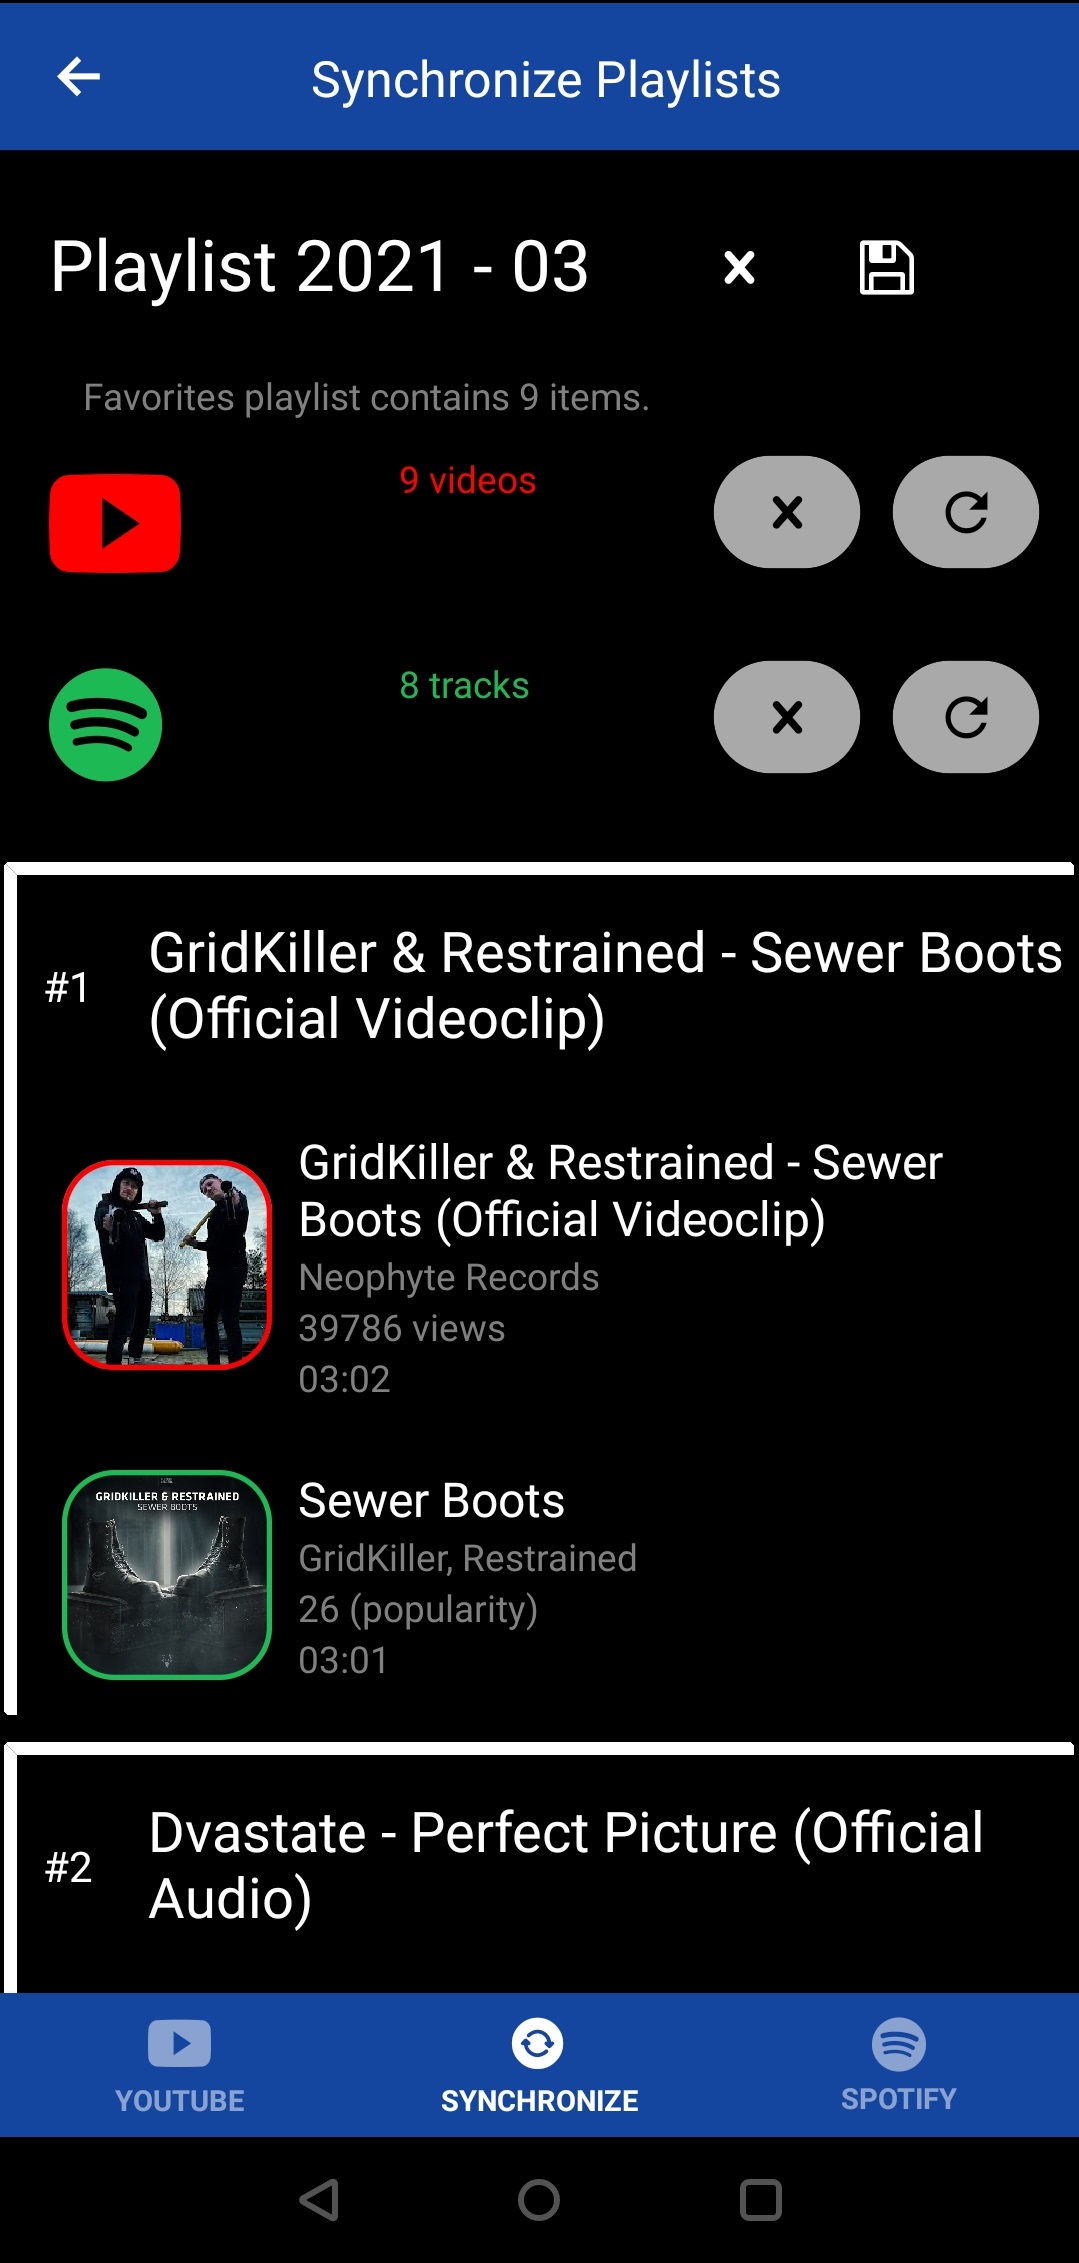 Synchronize Playlists
Playlist 2021 - 03
Favorites playlist contains 9 items.
9 videos
8 tracks
#1
GridKiller & Restrained - Sewer Boots
(Official Videoclip)
GridKiller & Restrained - Sewer
Boots (Official Videoclip)
Neophyte Records
39786 views
03:02
GRIDKILLER & RESTRAINED
SEWER BOOTS
Sewer Boots
GridKiller, Restrained
26 (popularity)
03:01
#2
Dvastate - Perfect Picture (Official
Audio)
YOUTUBE
SYNCHRONIZE
SPOTIFY